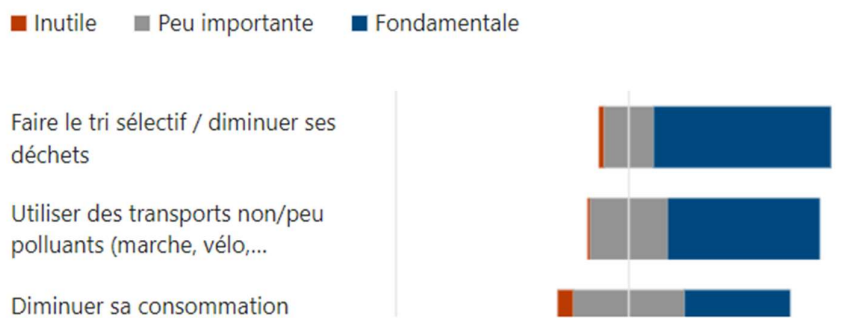 Inutile Peu importante Fondamentale
Faire le tri sélectif / diminuer ses
déchets
Utiliser des transports non/peu
polluants (marche, vélo,...
Diminuer sa consommation